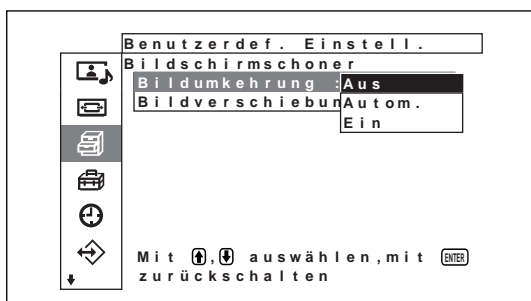 Benutzerdef. Einstell.
Bildschirmschoner
Bildumkehrung :Aus
Bildverschiebun Autom.
Ein
Mit ,auswählen,mit ENTER
zurückschalten